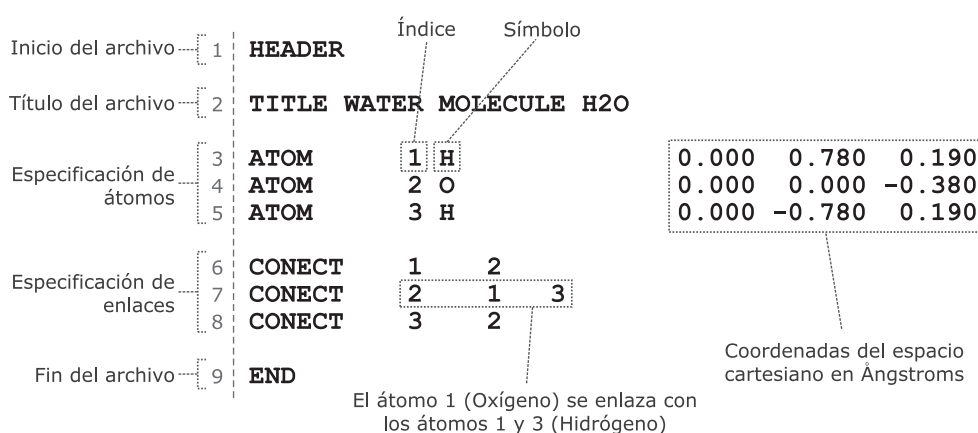 Índice Símbolo
Inicio del archivo 1 HEADER
Título del archivo 2 TITLE WATER MOLECULE H2O
Especificación de átomos
3 ATOM 1 H 0.000 0.780 0.190
4 ATOM 2 O 0.000 0.000 -0.380
5 ATOM 3 H 0.000 -0.780 0.190
Especificación de enlaces
6 CONECT 1 2
7 CONECT 2 1 3
8 CONECT 3 2
Coordenadas del espacio
cartesiano en Ångstroms
Fin del archivo 9 END
El átomo 1 (Oxígeno) se enlaza con
los átomos 1 y 3 (Hidrógeno)